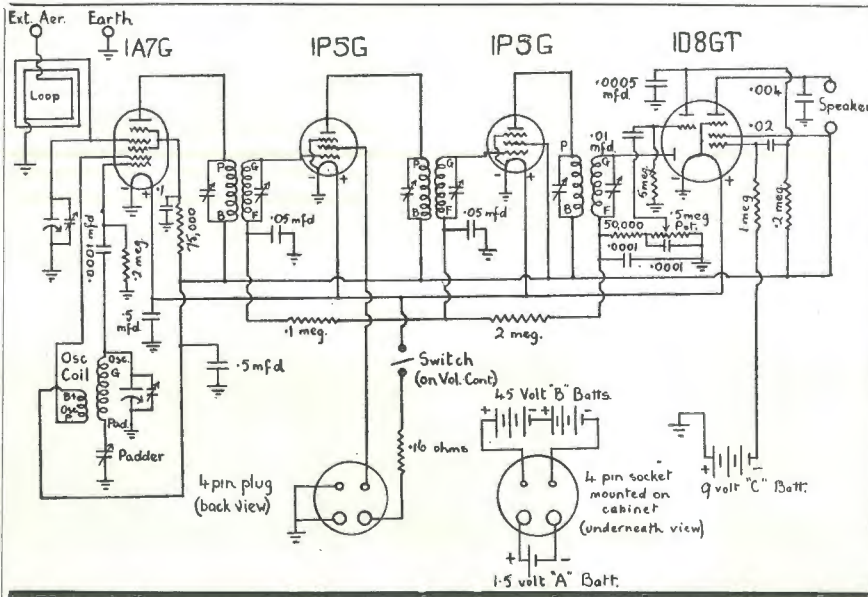 Ext. Aer.
Earth
1A7G
1P5G
1P5G
1D8GT
Loop
.0005
mfd.
.004
Speaker
.02
.01
mfd.
P
B
G
F
P
B
G
F
P
B
G
F
- +
- +
- +
- +
.1
75,000
.0001 mfd
.2 meg.
.05 mfd
.05 mfd
.5 meg
50,000
.5 meg
Pot.
.0001
.0001
1 meg
.2 meg.
.5
mfd.
.1 meg.
2 meg.
Osc
Coil
Osc.
G
B+
Osc
P
Pad.
Padder
.5 mfd
Switch
(on Vol. Cont.)
.16 ohms
45 Volt "B" Batts.
+ - + -
4 pin plug
(back view)
4 pin socket
mounted on
cabinet
(underneath view)
+ -
9 volt "C" Batt.
+ -
1.5 volt "A" Batt.